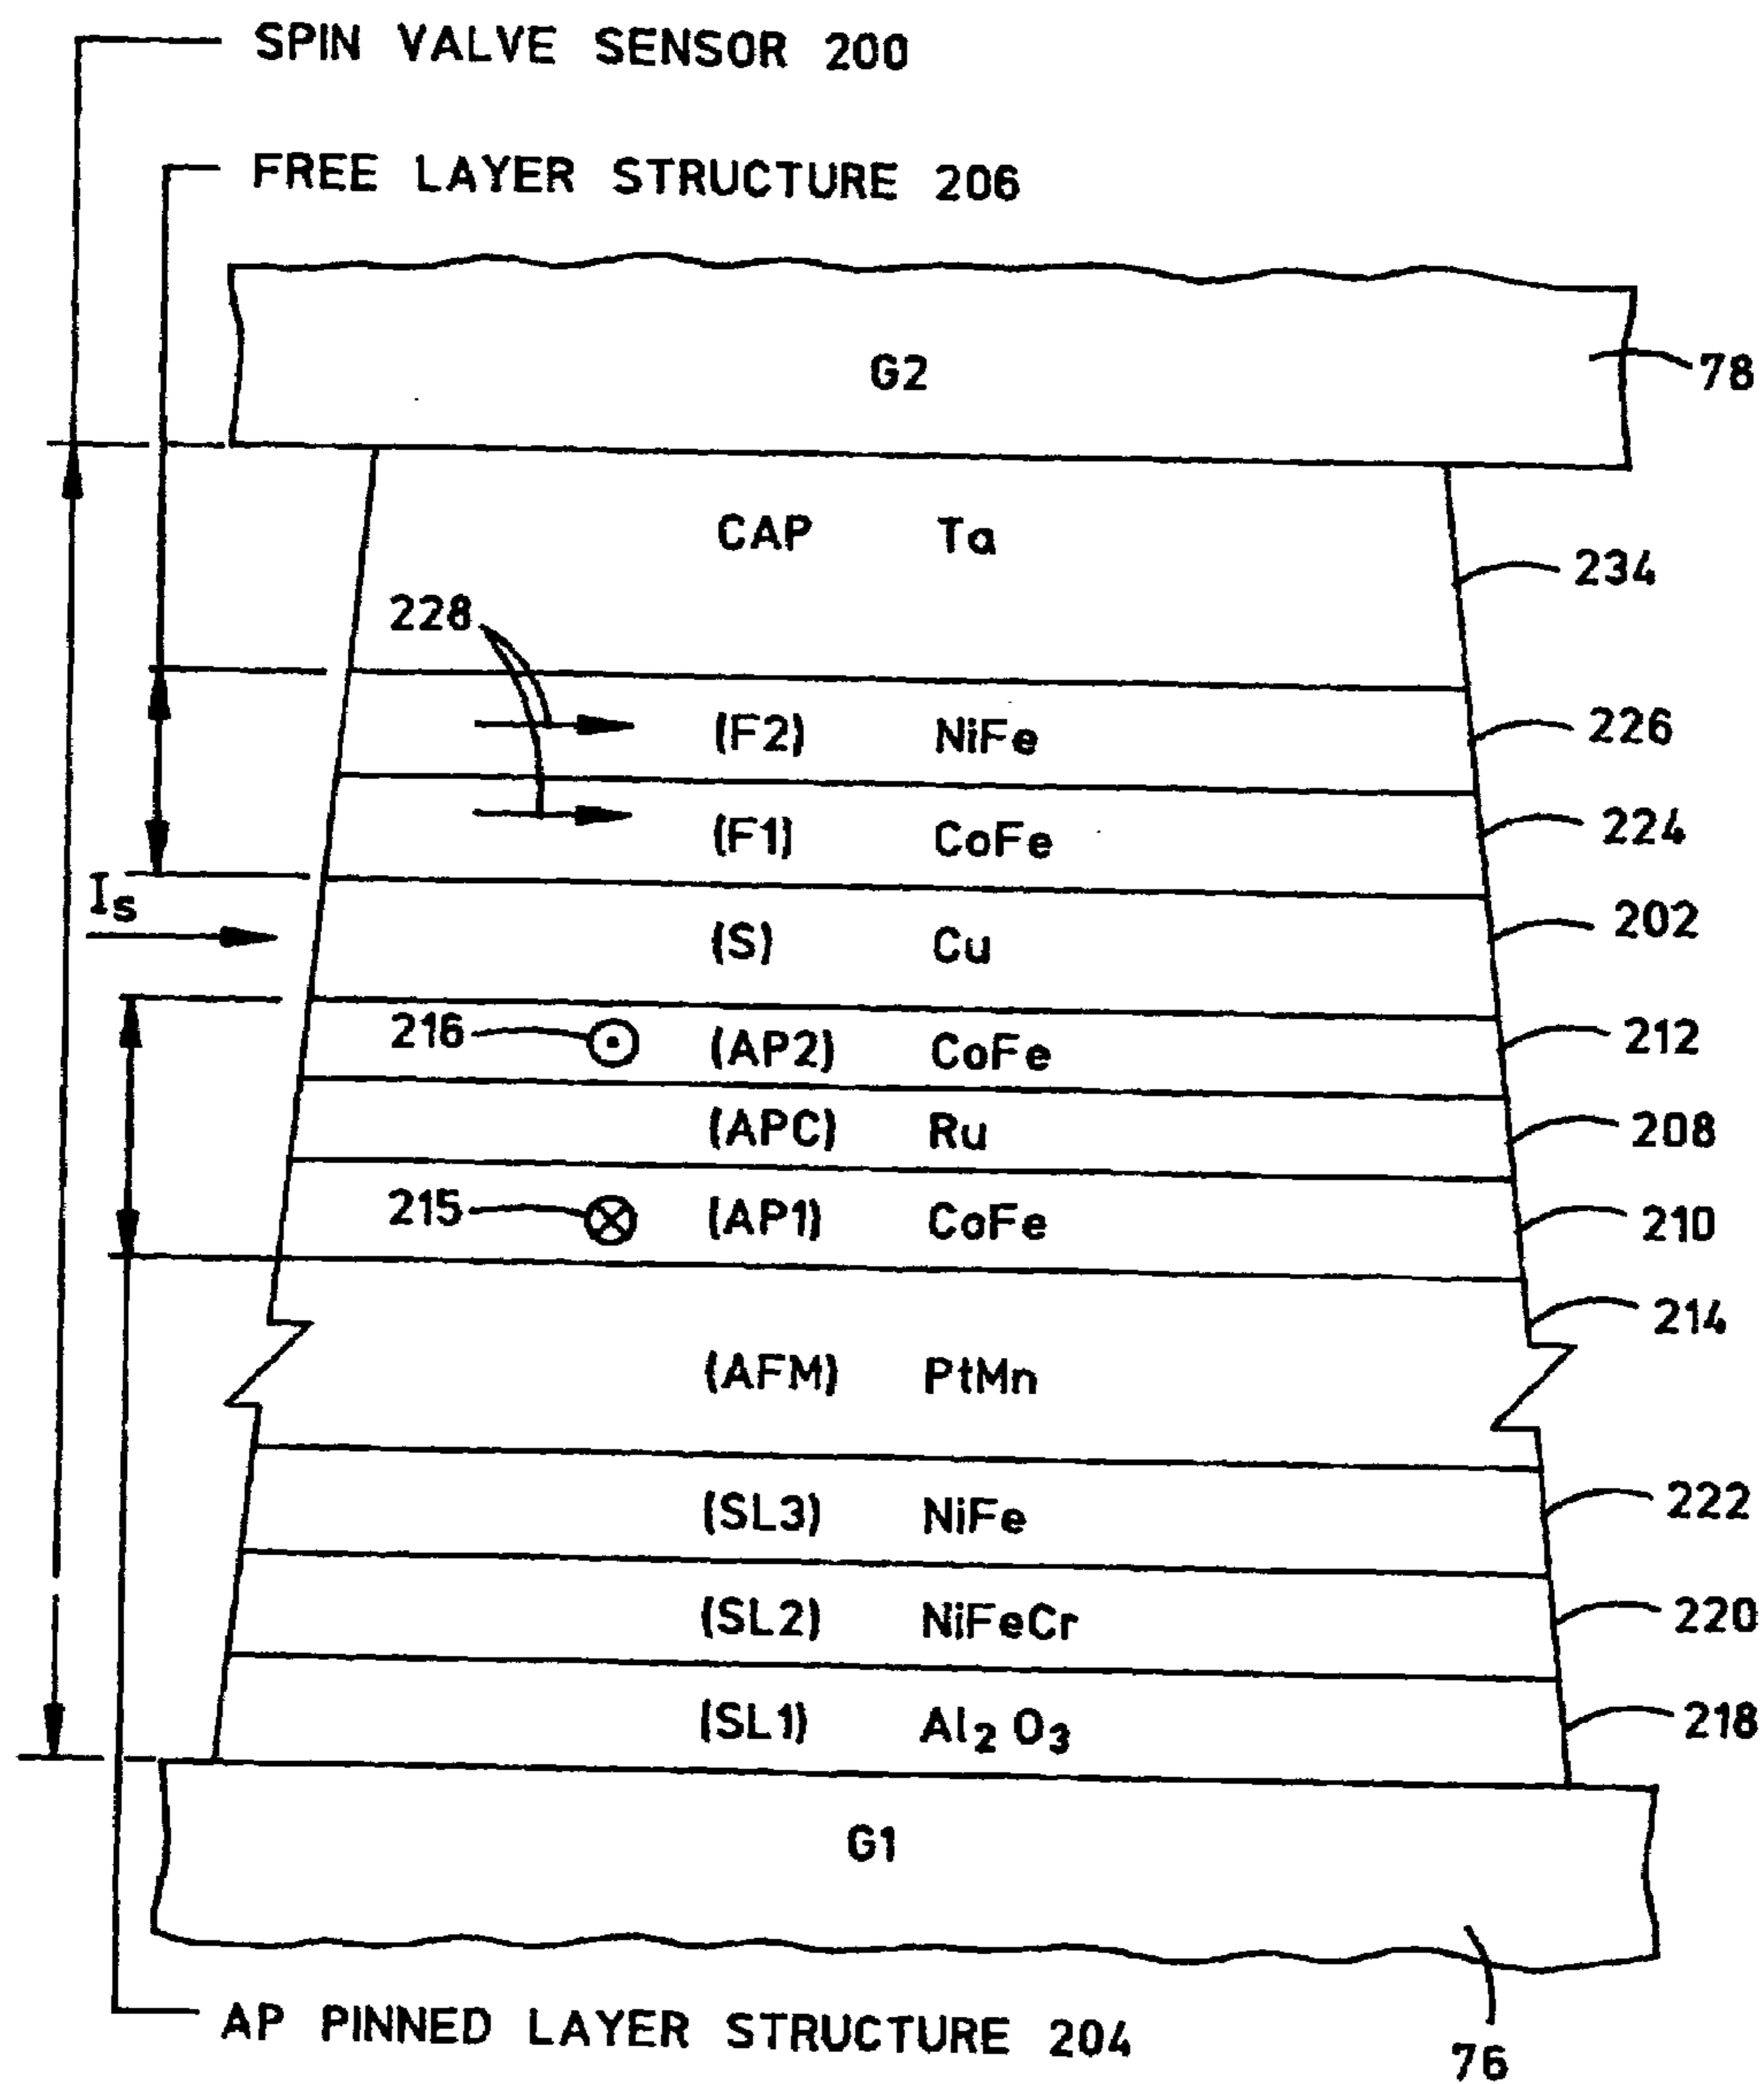 SPIN VALVE SENSOR 200
FREE LAYER STRUCTURE 206
G2
78
CAP Ta
234
228
(F2) NiFe
226
(F1) CoFe
224
Is
(S) Cu
202
216
(AP2) CoFe
212
(APC) Ru
208
215
(AP1) CoFe
210
214
(AFM) PtMn
(SL3) NiFe
222
(SL2) NiFeCr
220
(SL1) Al2O3
218
G1
AP PINNED LAYER STRUCTURE 204
76